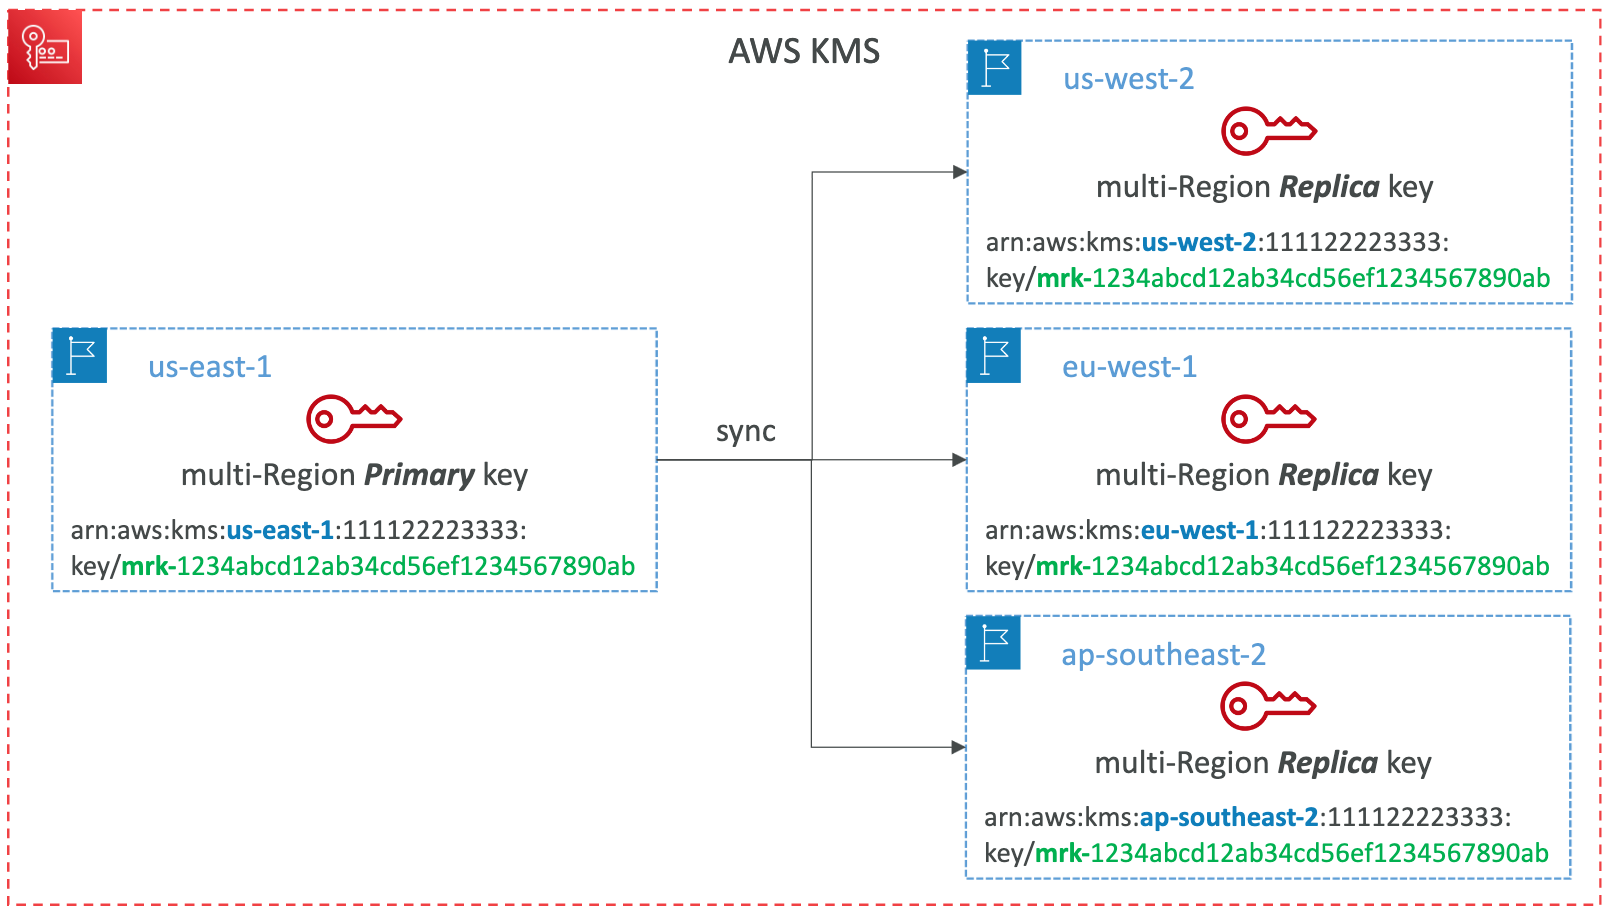 AWS KMS
us-east-1
multi-Region Primary key
arn:aws:kms:us-east-1:111122223333:
key/mrk-1234abcd12ab34cd56ef1234567890ab
sync
us-west-2
multi-Region Replica key
arn:aws:kms:us-west-2:111122223333:
key/mrk-1234abcd12ab34cd56ef1234567890ab
eu-west-1
multi-Region Replica key
arn:aws:kms:eu-west-1:111122223333:
key/mrk-1234abcd12ab34cd56ef1234567890ab
ap-southeast-2
multi-Region Replica key
arn:aws:kms:ap-southeast-2:111122223333:
key/mrk-1234abcd12ab34cd56ef1234567890ab